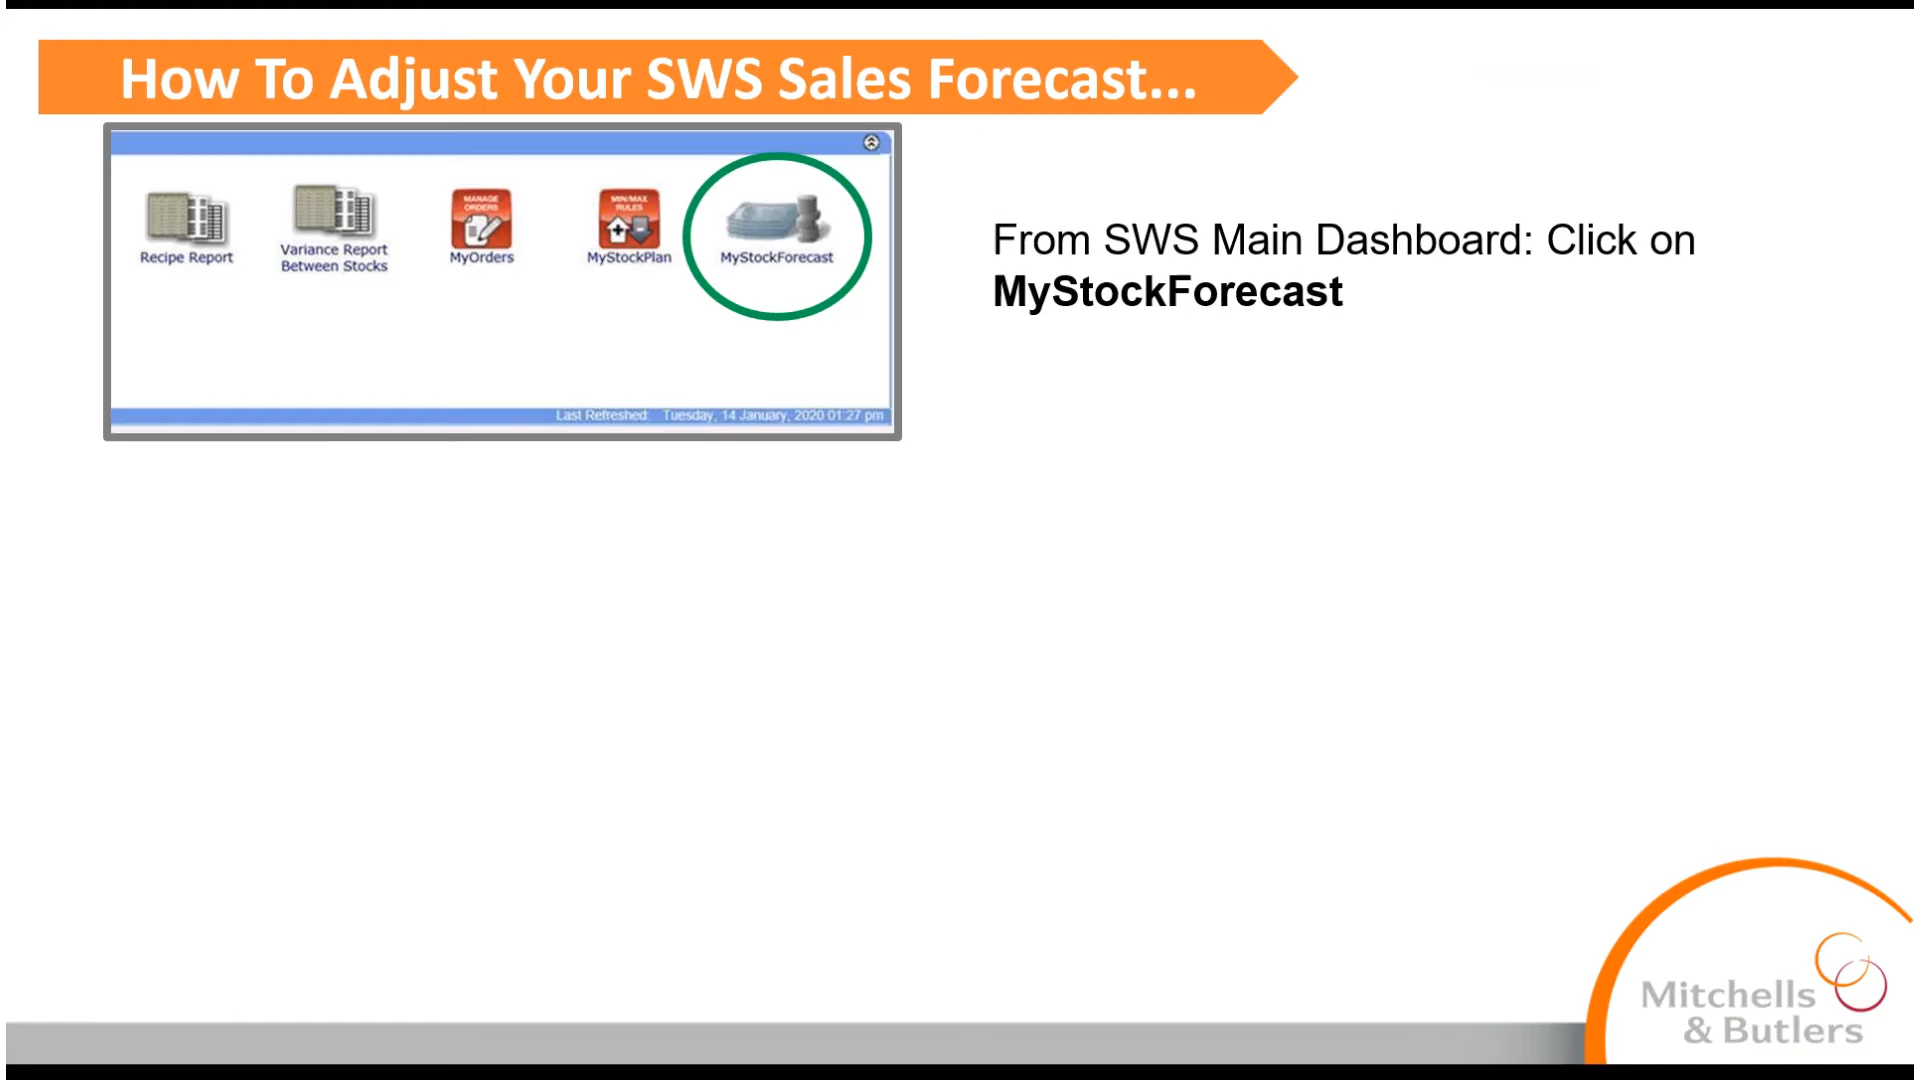 How To Adjust Your SWS Sales Forecast...
Recipe Report
Variance Report
Between Stocks
MANAGE
ORDERS
MyOrders
MIN/MAX
RULES
MyStockPlan
MyStockForecast
Last Refreshed: Tuesday, 14 January, 2020 01:27 pm
From SWS Main Dashboard: Click on
MyStockForecast
Mitchells
& Butlers